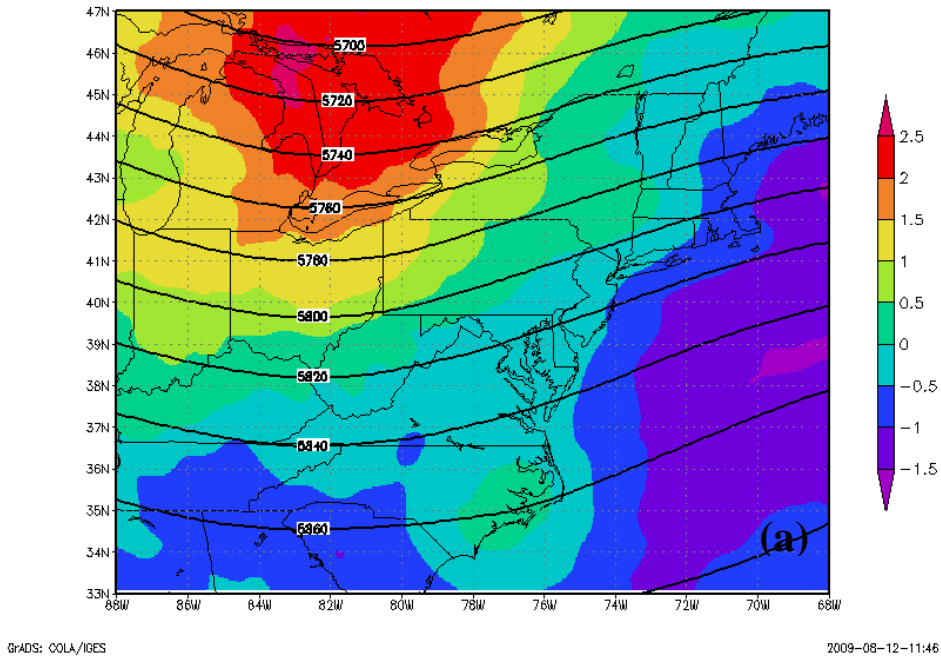 47N
5700
46N
45N
5720
2.5
44N
5740
2
43N
5760
1.5
42N
5780
1
41N
0.5
40N
5800
0
39N
5820
−0.5
38N
−1
37N
5840
−1.5
36N
35N
5860
34N
(a)
33N
88W 86W 84W 82W 80W 78W 76W 74W 72W 70W 68W
GrADS: COLA/IGES
2009-08-12-11:46